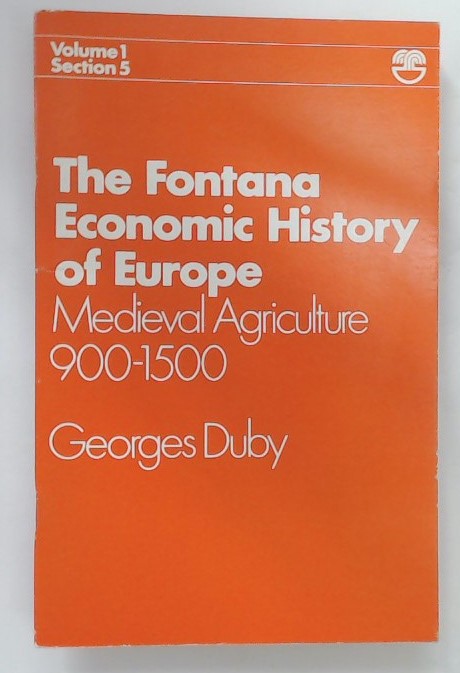 Volume 1
Section 5
The Fontana
Economic History
of Europe
Medieval Agriculture
900-1500
Georges Duby